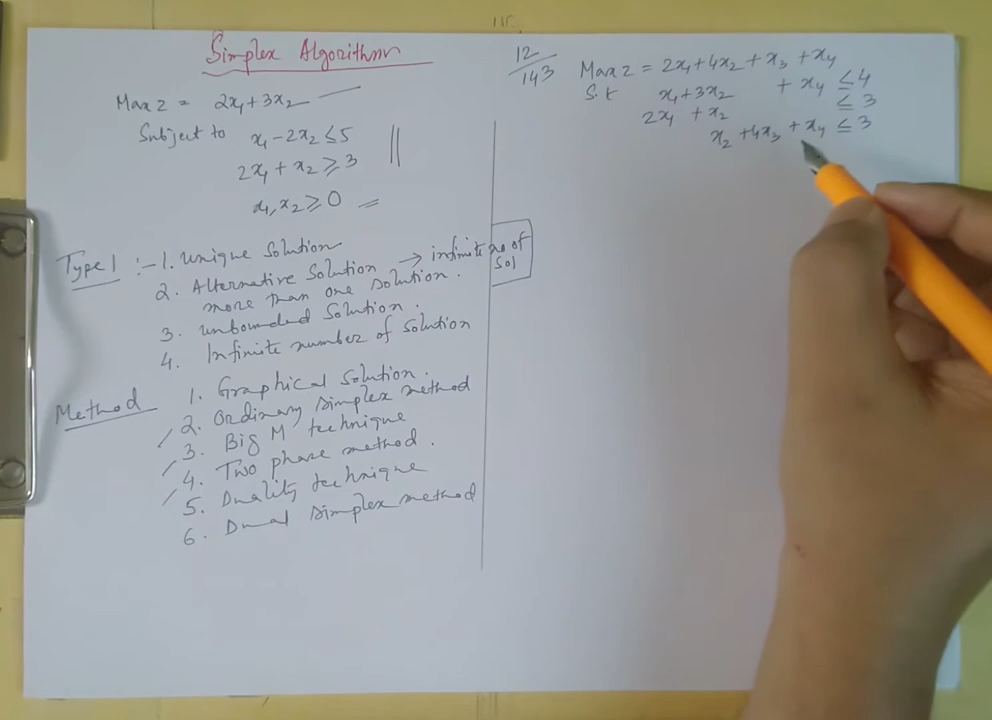 Simplex Algorithm
Max z = 2x₁+3x₂
Subject to x₁-2x₂ ≤ 5
2x₁ + x₂ ≥ 3
x₁, x₂ ≥ 0
Type 1 :- 1. Unique solution
2. Alternative solution → infinite no of sol
more than one solution.
3. unbounded solution.
4. Infinite number of solution
Method 1. Graphical solution.
2. Ordinary simplex method
3. Big M technique
4. Two phase method.
5. Duality technique
6. Dual simplex method
12/143 Max z = 2x₁+4x₂ + x₃ + x₄
S.t x₁+3x₂ + x₄ ≤ 4
2x₁ + x₂ ≤ 3
x₂ +4x₃ + x₄ ≤ 3